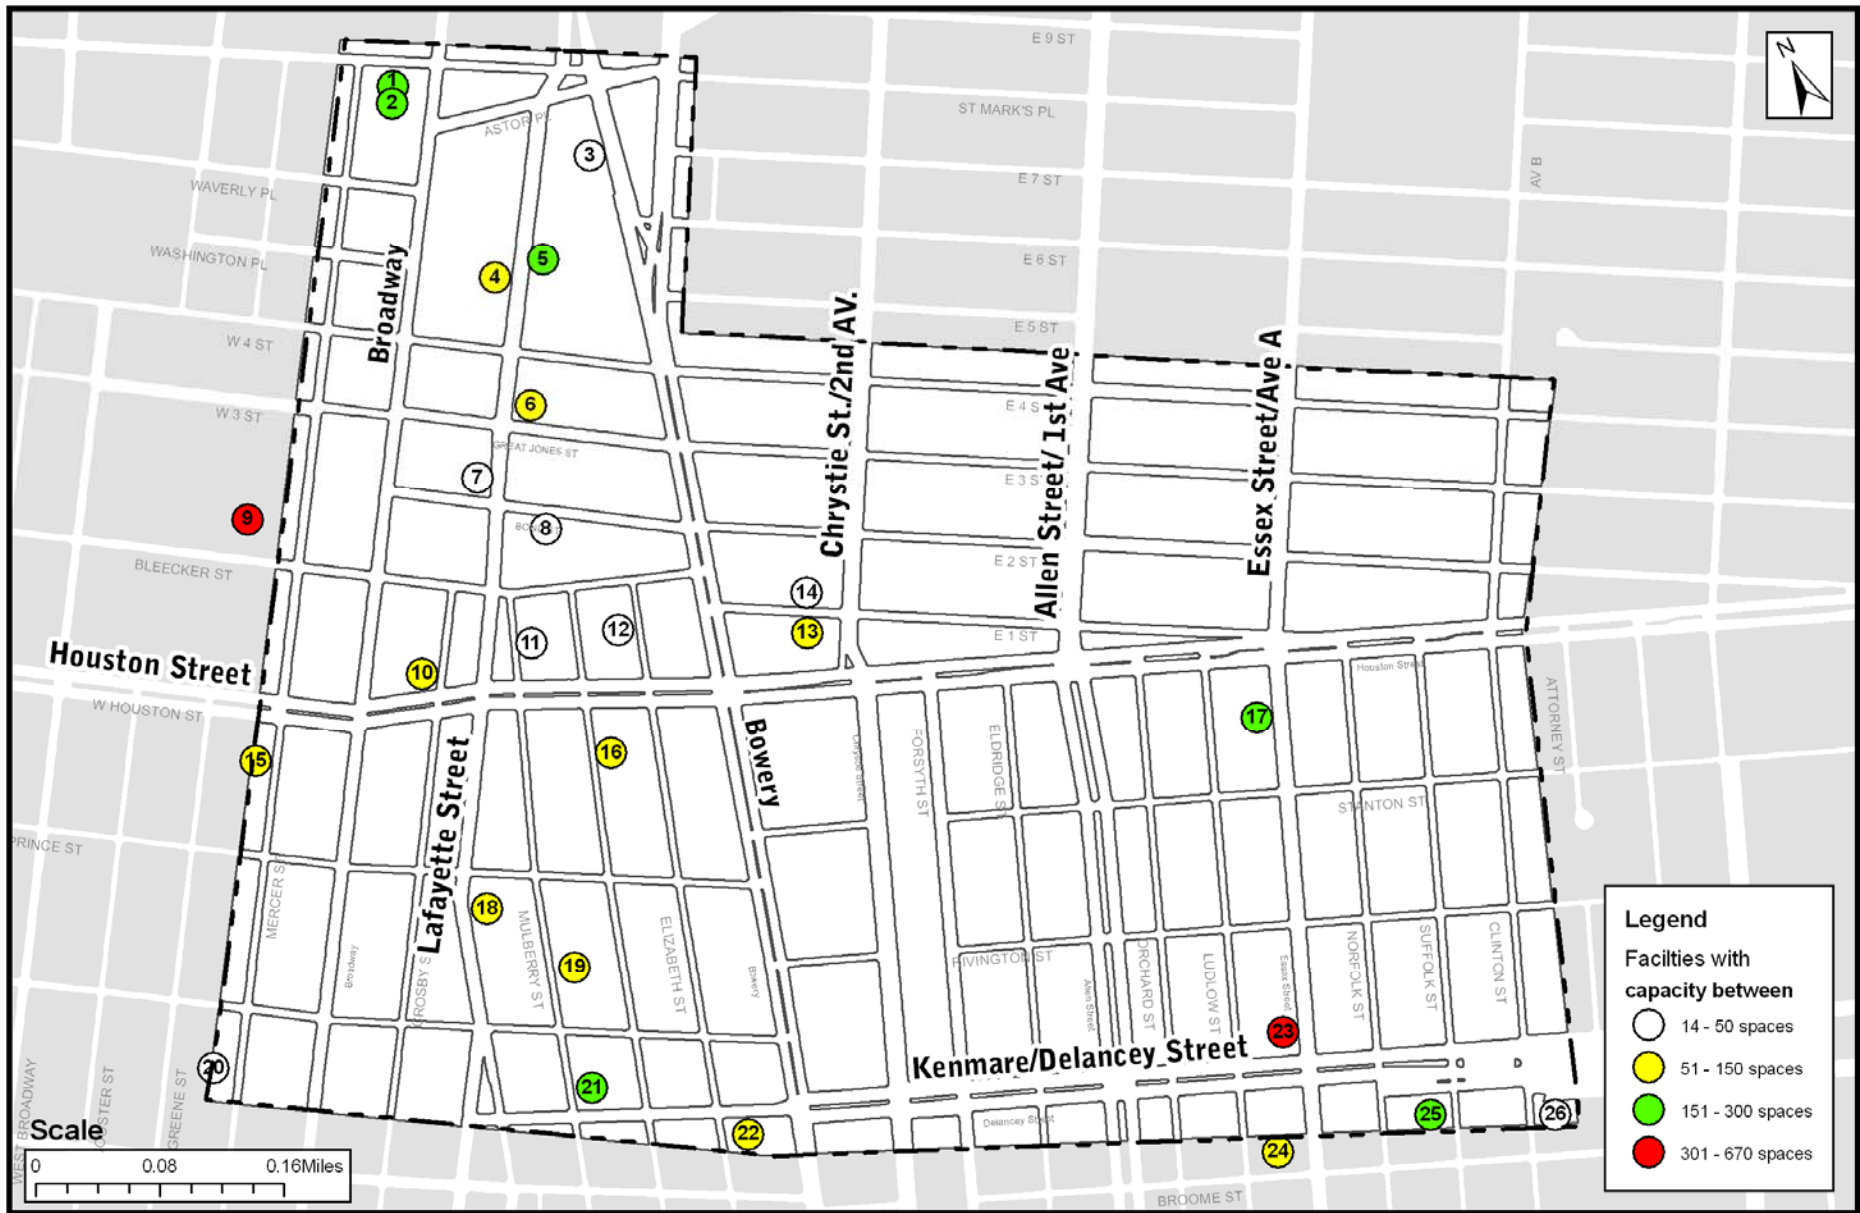 E 9 ST
N
1
2
ST MARK'S PL
ASTOR PL
3
AV B
WAVERLY PL
E 7 ST
WASHINGTON PL
E 6 ST
4
5
Broadway
E 5 ST
W 4 ST
Chrystie St./2nd AV.
Allen Street/ 1st Ave
Essex Street/Ave A
6
E 4 S
W 3 ST
GREAT JONES ST
7
E 3 S
9
8
E 2 ST
BLEECKER ST
14
12
13
11
E 1 ST
Houston Street
10
Houston Street
W HOUSTON ST
ATTORNEY ST
17
Bowery
15
16
Lafayette Street
Chrystie Street
FORSYTH ST
ELDRIDGE ST
STANTON ST
PRINCE ST
MERCER ST
18
MULBERRY ST
ELIZABETH ST
19
Broadway
CROSBY S
Bowery
RIVINGTON ST
Allen Street
ORCHARD ST
LUDLOW ST
Essex Street
NORFOLK ST
SUFFOLK ST
CLINTON ST
23
Kenmare/Delancey Street
20
21
22
Delancey Street
25
26
24
WEST BROADWAY
GREENE ST
BROOME ST
Scale
0 0.08 0.16Miles
Legend
Facilties with
capacity between
14 - 50 spaces
51 - 150 spaces
151 - 300 spaces
301 - 670 spaces